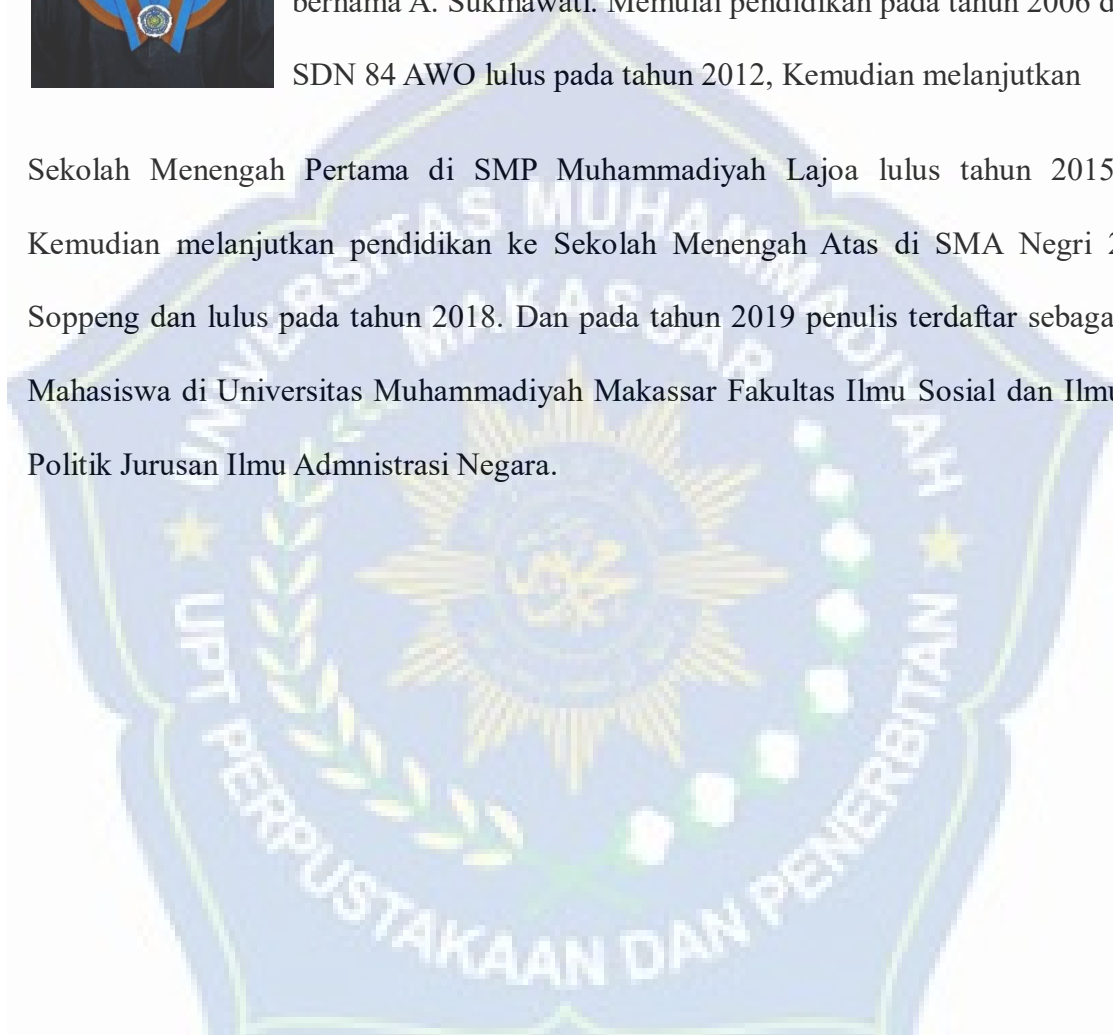 bernama A. Sukmawati. Memulai pendidikan pada tahun 2006 d
SDN 84 AWO lulus pada tahun 2012, Kemudian melanjutkan
Sekolah Menengah Pertama di SMP Muhammadiyah Lajoa lulus tahun 2015
Kemudian melanjutkan pendidikan ke Sekolah Menengah Atas di SMA Negri 2
Soppeng dan lulus pada tahun 2018. Dan pada tahun 2019 penulis terdaftar sebaga
Mahasiswa di Universitas Muhammadiyah Makassar Fakultas Ilmu Sosial dan Ilmu
Politik Jurusan Ilmu Admnistrasi Negara.
UNIVERSITAS MUHAMMADIYAH
MAKASSAR
UPT PERPUSTAKAAN DAN PENERBITAN